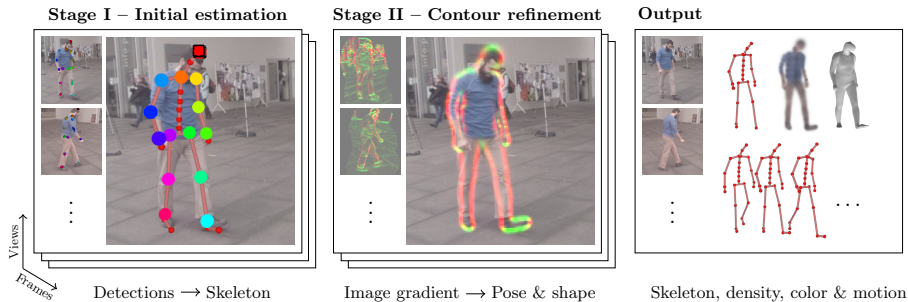 Stage I – Initial estimation
Stage II – Contour refinement
Output
Views
Frames
Detections → Skeleton
Image gradient → Pose & shape
Skeleton, density, color & motion